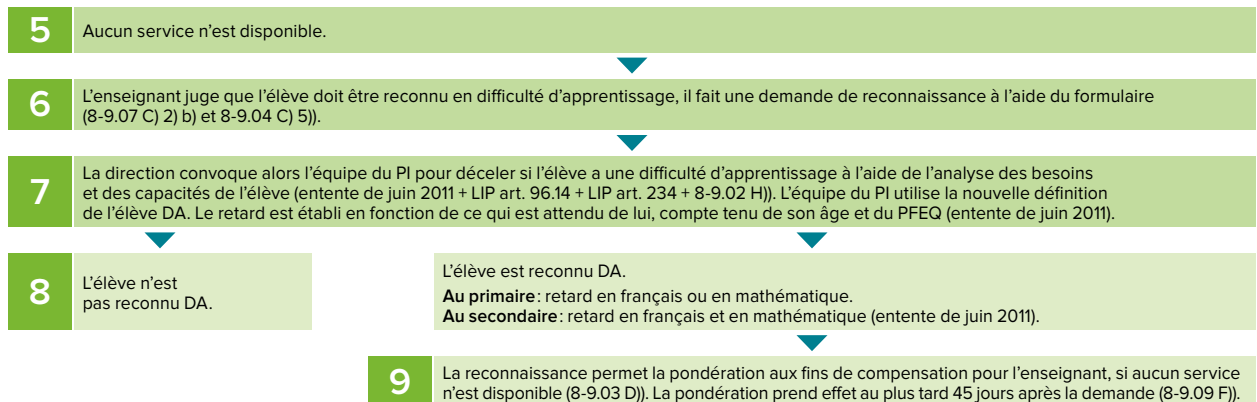 5
Aucun service n'est disponible.
6
L'enseignant juge que l'élève doit être reconnu en difficulté d'apprentissage, il fait une demande de reconnaissance à l'aide du formulaire
(8-9.07 C) 2) b) et 8-9.04 C) 5)).
7
La direction convoque alors l'équipe du PI pour déceler si l'élève a une difficulté d'apprentissage à l'aide de l'analyse des besoins
et des capacités de l'élève (entente de juin 2011 + LIP art. 96.14 + LIP art. 234 + 8-9.02 H)). L'équipe du PI utilise la nouvelle définition
de l'élève DA. Le retard est établi en fonction de ce qui est attendu de lui, compte tenu de son âge et du PFEQ (entente de juin 2011).
8
L'élève n'est
pas reconnu DA.
L'élève est reconnu DA.
Au primaire : retard en français ou en mathématique.
Au secondaire : retard en français et en mathématique (entente de juin 2011).
9
La reconnaissance permet la pondération aux fins de compensation pour l'enseignant, si aucun service
n'est disponible (8-9.03 D)). La pondération prend effet au plus tard 45 jours après la demande (8-9.09 F)).